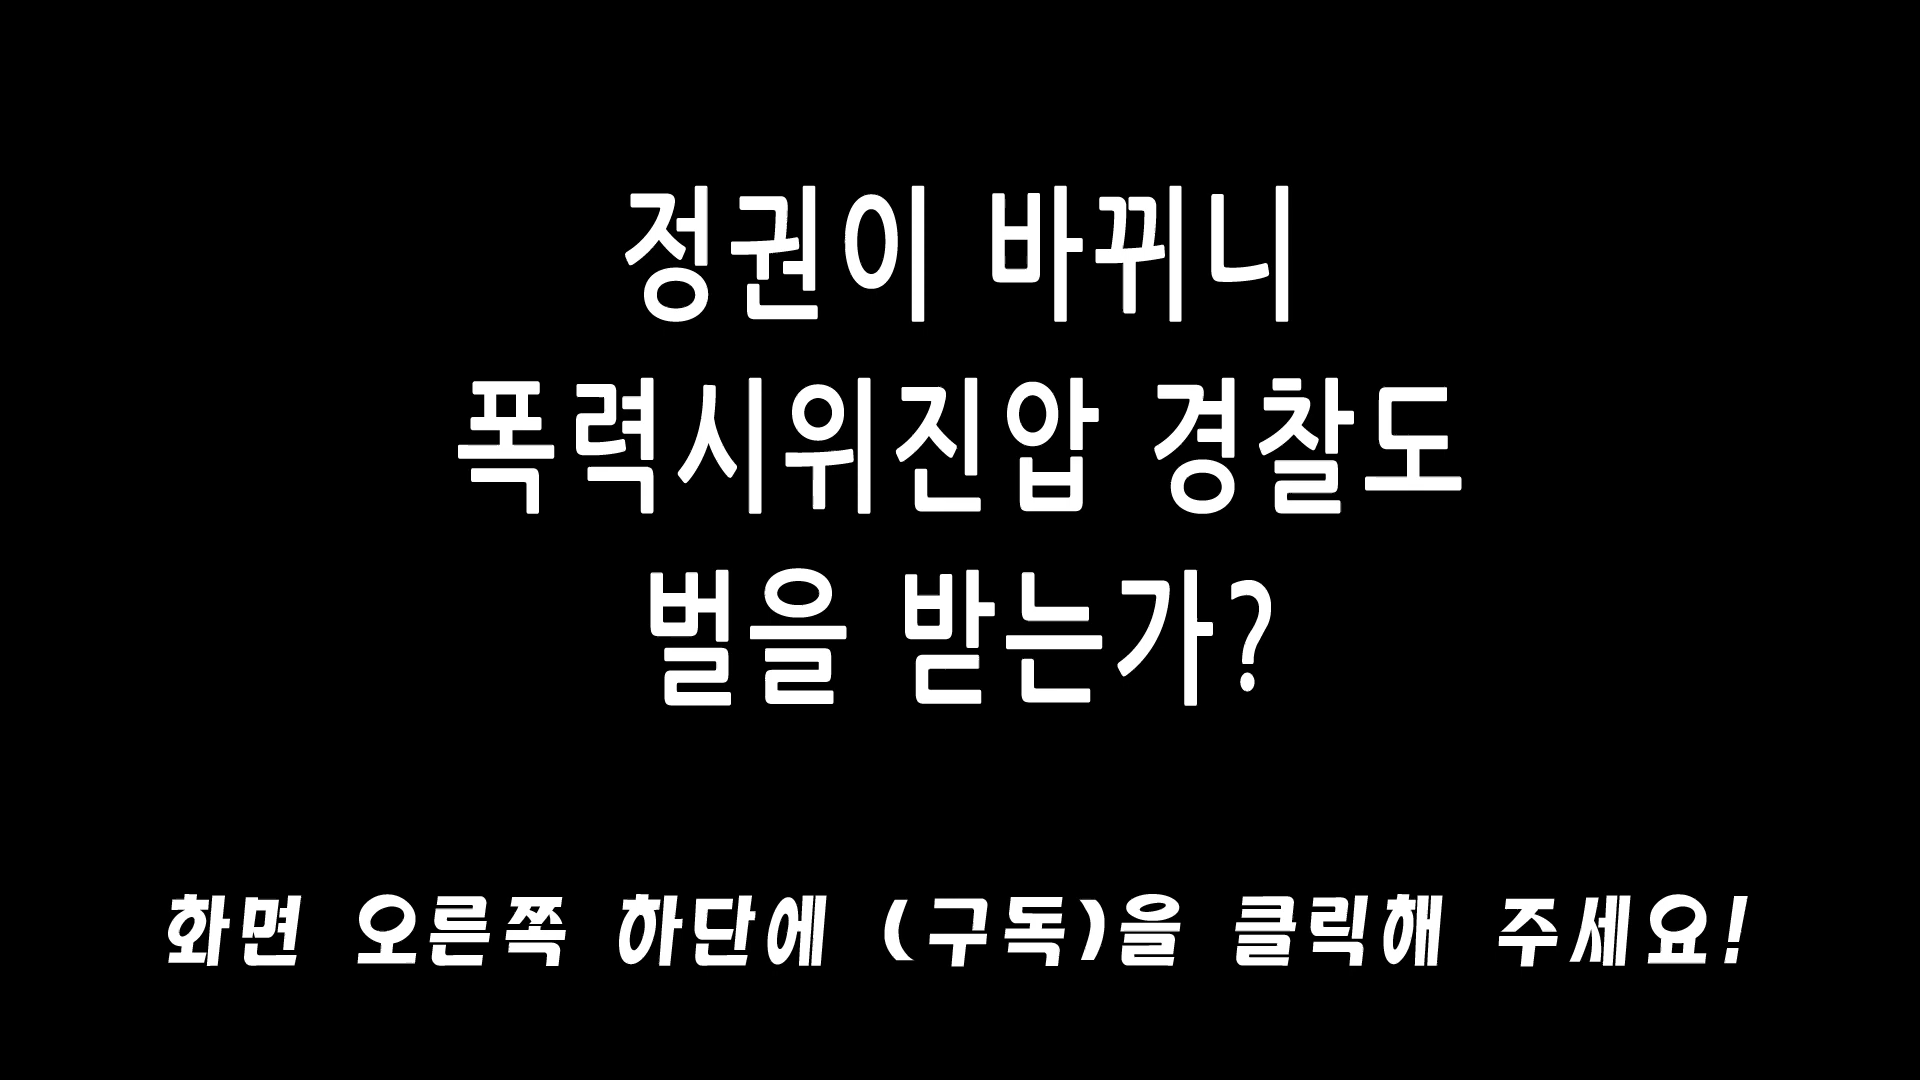 정권이 바뀌니
폭력시위진압 경찰도
벌을 받는가?
화면 오른쪽 하단에 (구독)을 클릭해 주세요!